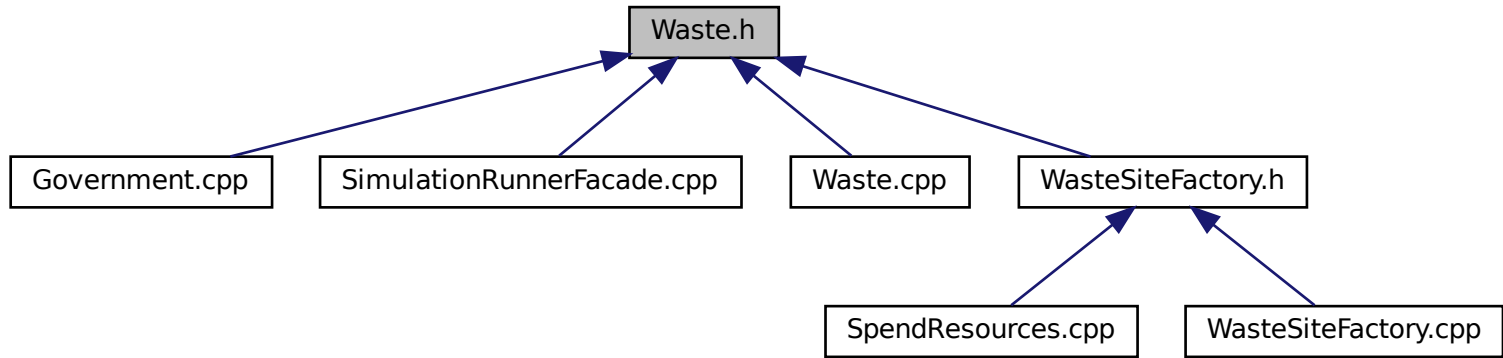 Waste.h
Government.cpp
SimulationRunnerFacade.cpp
Waste.cpp
WasteSiteFactory.h
SpendResources.cpp
WasteSiteFactory.cpp